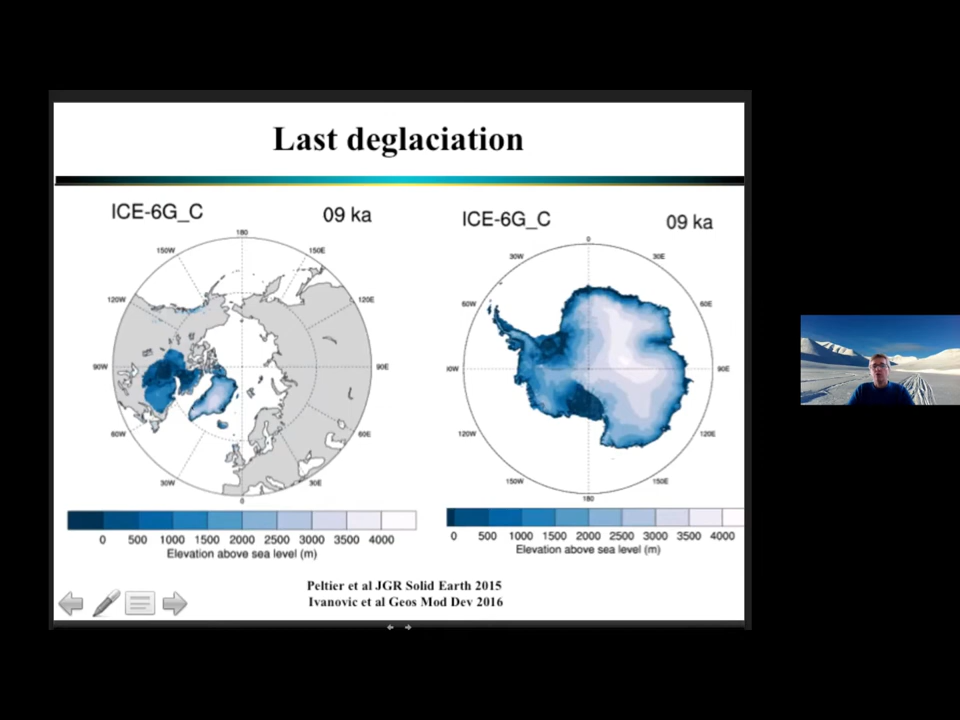 Last deglaciation
ICE-6G_C
09 ka
180
150W
150E
120W
120E
90W
90E
60W
60E
30W
30E
0
0 500 1000 1500 2000 2500 3000 3500 4000
Elevation above sea level (m)
ICE-6G_C
09 ka
0
30W
30E
60W
60E
0W
90E
120W
120E
150W
150E
180
0 500 1000 1500 2000 2500 3000 3500 4000
Elevation above sea level (m)
Peltier et al JGR Solid Earth 2015
Ivanovic et al Geos Mod Dev 2016